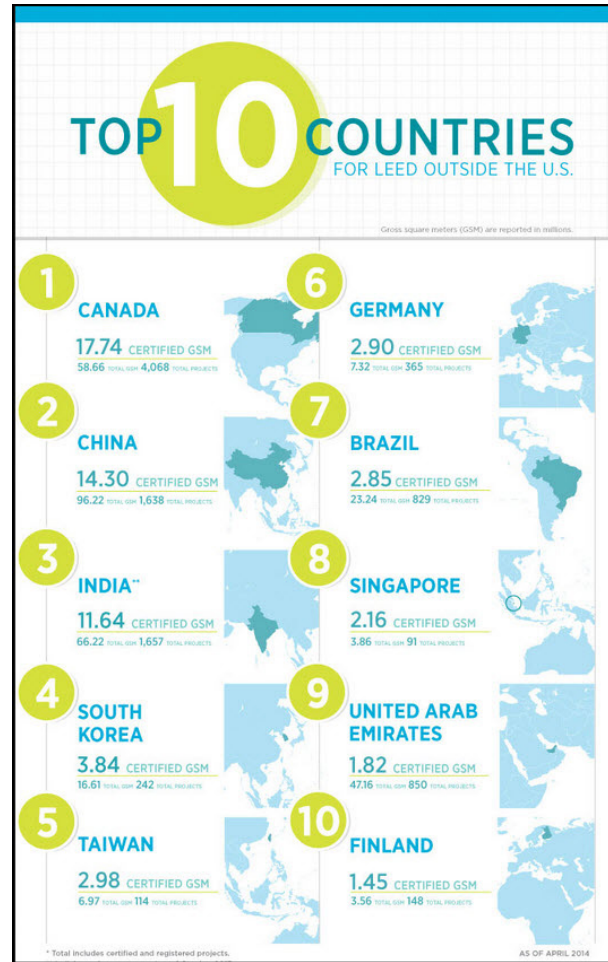 TOP 10 COUNTRIES
FOR LEED OUTSIDE THE U.S.
Gross square meters (GSM) are reported in millions.
1
CANADA
17.74 CERTIFIED GSM
58.66 TOTAL GSM 4,068 TOTAL PROJECTS
2
CHINA
14.30 CERTIFIED GSM
96.22 TOTAL GSM 1,638 TOTAL PROJECTS
3
INDIA**
11.64 CERTIFIED GSM
66.22 TOTAL GSM 1,657 TOTAL PROJECTS
4
SOUTH
KOREA
3.84 CERTIFIED GSM
16.61 TOTAL GSM 242 TOTAL PROJECTS
5
TAIWAN
2.98 CERTIFIED GSM
6.97 TOTAL GSM 114 TOTAL PROJECTS
6
GERMANY
2.90 CERTIFIED GSM
7.32 TOTAL GSM 365 TOTAL PROJECTS
7
BRAZIL
2.85 CERTIFIED GSM
23.24 TOTAL GSM 829 TOTAL PROJECTS
8
SINGAPORE
2.16 CERTIFIED GSM
3.86 TOTAL GSM 91 TOTAL PROJECTS
9
UNITED ARAB
EMIRATES
1.82 CERTIFIED GSM
47.16 TOTAL GSM 850 TOTAL PROJECTS
10
FINLAND
1.45 CERTIFIED GSM
3.56 TOTAL GSM 148 TOTAL PROJECTS
* Total includes certified and registered projects.
AS OF APRIL 2014